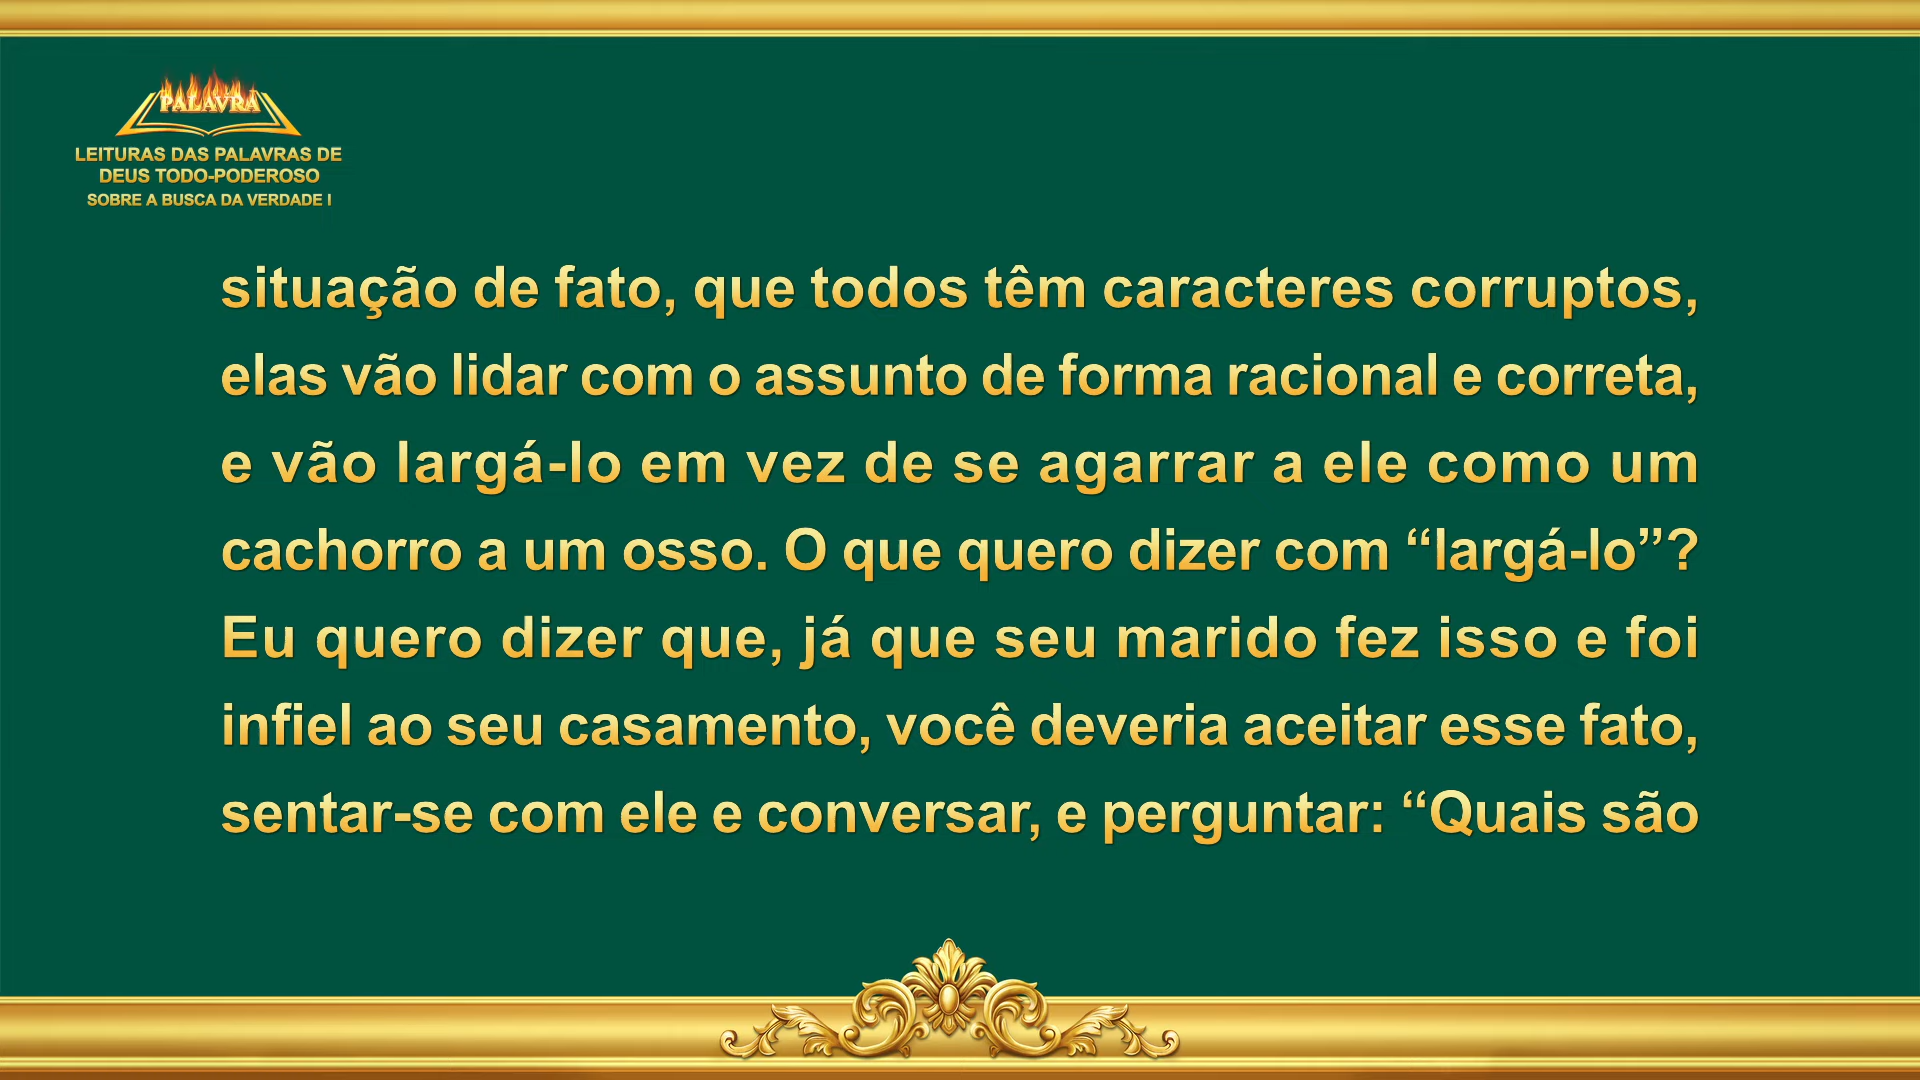 PALAVRA
LEITURAS DAS PALAVRAS DE
DEUS TODO-PODEROSO
SOBRE A BUSCA DA VERDADE I
situação de fato, que todos têm caracteres corruptos,
elas vão lidar com o assunto de forma racional e correta,
e vão largá-lo em vez de se agarrar a ele como um
cachorro a um osso. O que quero dizer com “largá-lo”?
Eu quero dizer que, já que seu marido fez isso e foi
infiel ao seu casamento, você deveria aceitar esse fato,
sentar-se com ele e conversar, e perguntar: “Quais são